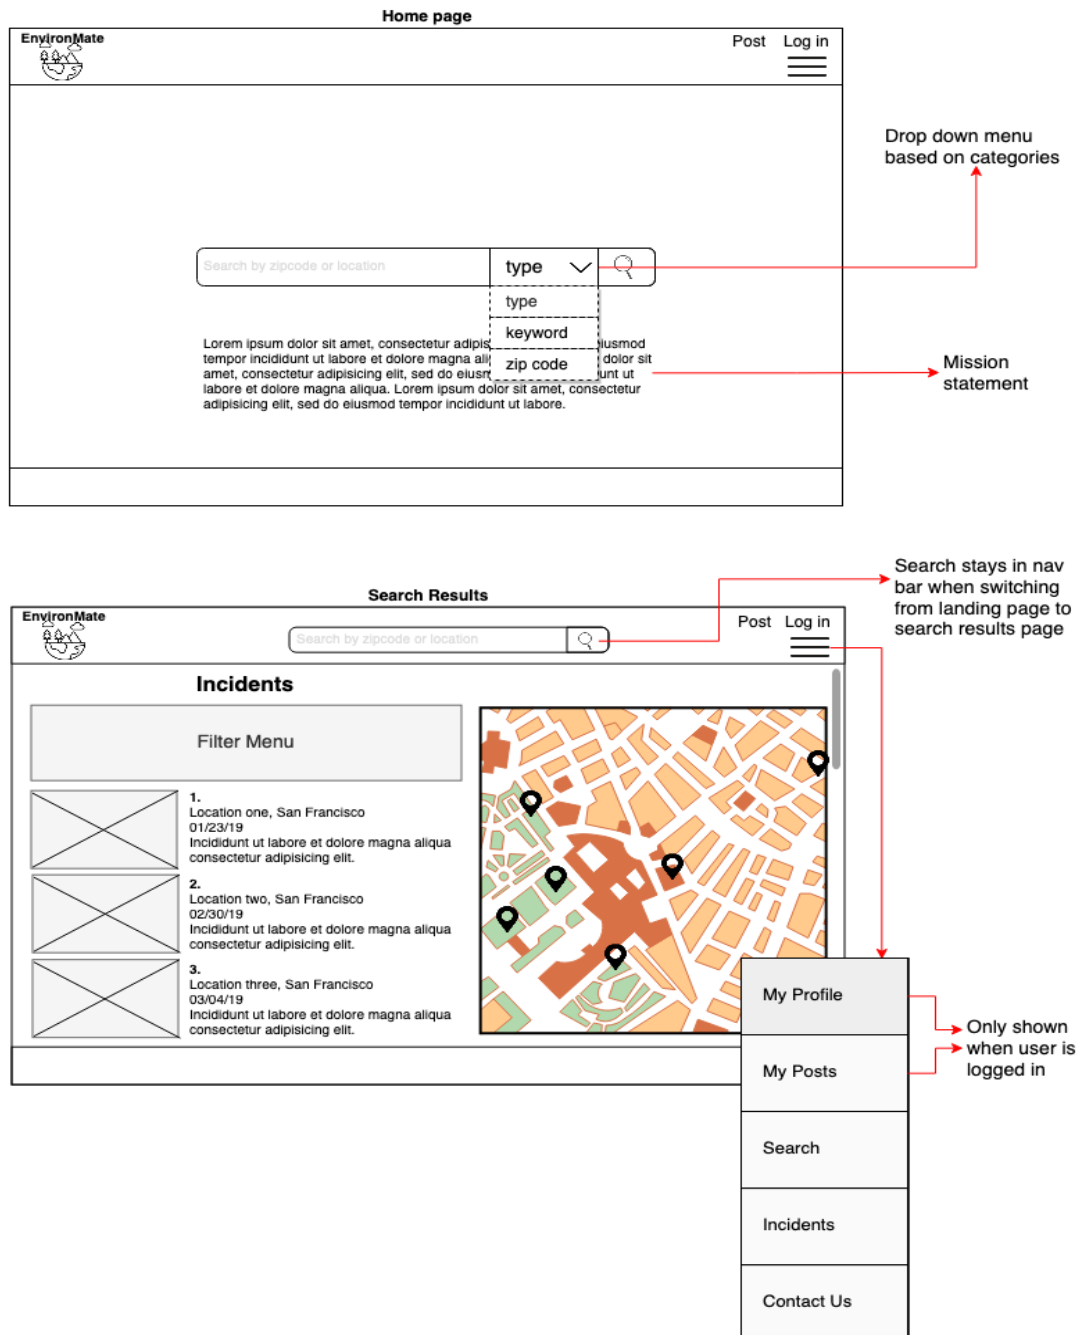 Home page
EnvironMate
Post Log in
Drop down menu
based on categories
Search by zipcode or location
type
type
keyword
zip code
Lorem ipsum dolor sit amet, consectetur adipis
tempor incididunt ut labore et dolore magna ali dolor sit
amet, consectetur adipisicing elit, sed do eiusm unt ut
labore et dolore magna aliqua. Lorem ipsum dolor sit amet, consectetur
adipisicing elit, sed do eiusmod tempor incididunt ut labore.
Mission
statement
Search stays in nav
bar when switching
from landing page to
search results page
Search Results
EnvironMate
Search by zipcode or location
Post Log in
Incidents
Filter Menu
1.
Location one, San Francisco
01/23/19
Incididunt ut labore et dolore magna aliqua
consectetur adipisicing elit.
2.
Location two, San Francisco
02/30/19
Incididunt ut labore et dolore magna aliqua
consectetur adipisicing elit.
3.
Location three, San Francisco
03/04/19
Incididunt ut labore et dolore magna aliqua
consectetur adipisicing elit.
My Profile
My Posts
Search
Incidents
Contact Us
Only shown
when user is
logged in